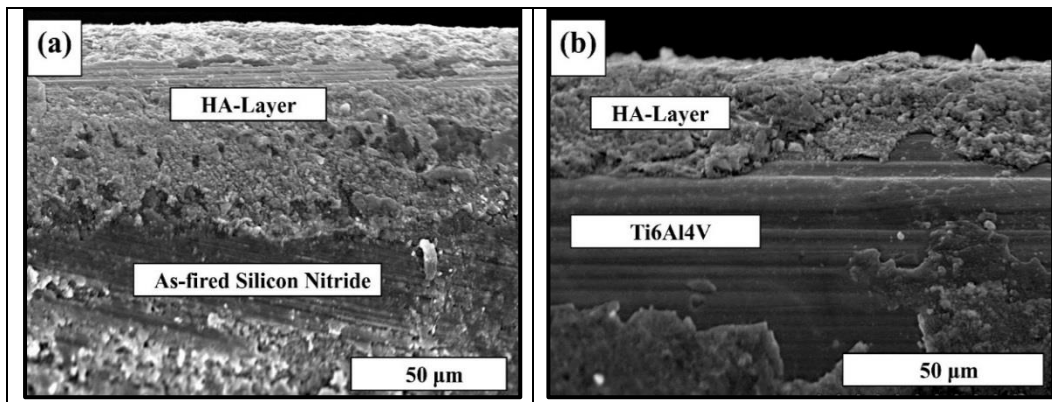 (a)
HA-Layer
As-fired Silicon Nitride
50 μm
(b)
HA-Layer
Ti6Al4V
50 μm